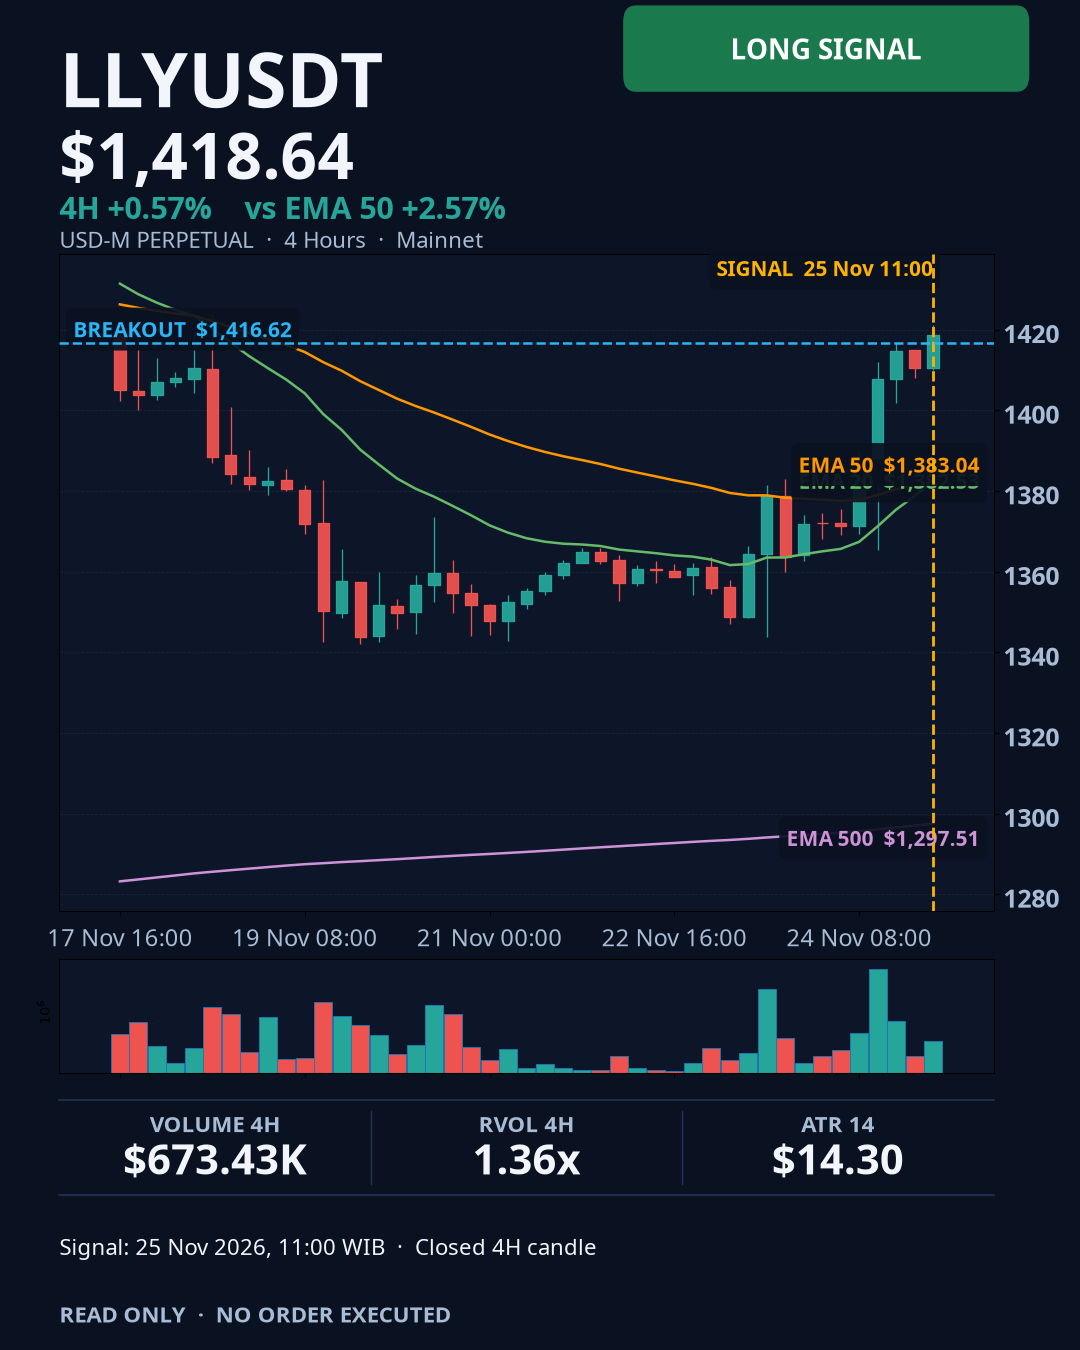 LONG SIGNAL
LLYUSDT
$1,418.64
4H +0.57% vs EMA 50 +2.57%
USD-M PERPETUAL · 4 Hours · Mainnet
SIGNAL 25 Nov 11:00
BREAKOUT $1,416.62
1420
1400
EMA 50 $1,383.04
1380
1360
1340
1320
1300
EMA 500 $1,297.51
1280
17 Nov 16:00 19 Nov 08:00 21 Nov 00:00 22 Nov 16:00 24 Nov 08:00
10⁶
VOLUME 4H RVOL 4H ATR 14
$673.43K 1.36x $14.30
Signal: 25 Nov 2026, 11:00 WIB · Closed 4H candle
READ ONLY · NO ORDER EXECUTED